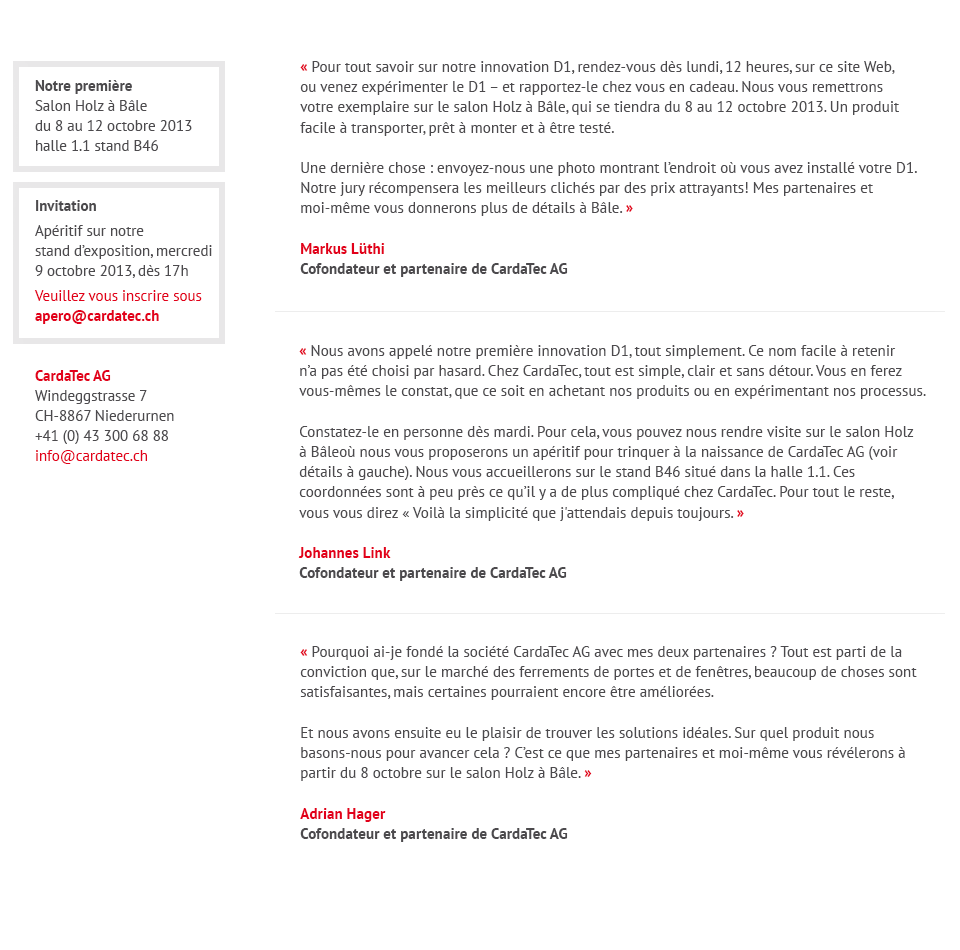 Notre première
Salon Holz à Bâle
du 8 au 12 octobre 2013
halle 1.1 stand B46
Invitation
Apéritif sur notre
stand d’exposition, mercredi
9 octobre 2013, dès 17h
Veuillez vous inscrire sous
apero@cardatec.ch
CardaTec AG
Windeggstrasse 7
CH-8867 Niederurnen
+41 (0) 43 300 68 88
info@cardatec.ch
« Pour tout savoir sur notre innovation D1, rendez-vous dès lundi, 12 heures, sur ce site Web,
ou venez expérimenter le D1 – et rapportez-le chez vous en cadeau. Nous vous remettrons
votre exemplaire sur le salon Holz à Bâle, qui se tiendra du 8 au 12 octobre 2013. Un produit
facile à transporter, prêt à monter et à être testé.
Une dernière chose : envoyez-nous une photo montrant l’endroit où vous avez installé votre D1.
Notre jury récompensera les meilleurs clichés par des prix attrayants! Mes partenaires et
moi-même vous donnerons plus de détails à Bâle. »
Markus Lüthi
Cofondateur et partenaire de CardaTec AG
« Nous avons appelé notre première innovation D1, tout simplement. Ce nom facile à retenir
n’a pas été choisi par hasard. Chez CardaTec, tout est simple, clair et sans détour. Vous en ferez
vous-mêmes le constat, que ce soit en achetant nos produits ou en expérimentant nos processus.
Constatez-le en personne dès mardi. Pour cela, vous pouvez nous rendre visite sur le salon Holz
à Bâleoù nous vous proposerons un apéritif pour trinquer à la naissance de CardaTec AG (voir
détails à gauche). Nous vous accueillerons sur le stand B46 situé dans la halle 1.1. Ces
coordonnées sont à peu près ce qu’il y a de plus compliqué chez CardaTec. Pour tout le reste,
vous vous direz « Voilà la simplicité que j'attendais depuis toujours. »
Johannes Link
Cofondateur et partenaire de CardaTec AG
« Pourquoi ai-je fondé la société CardaTec AG avec mes deux partenaires ? Tout est parti de la
conviction que, sur le marché des ferrements de portes et de fenêtres, beaucoup de choses sont
satisfaisantes, mais certaines pourraient encore être améliorées.
Et nous avons ensuite eu le plaisir de trouver les solutions idéales. Sur quel produit nous
basons-nous pour avancer cela ? C’est ce que mes partenaires et moi-même vous révélerons à
partir du 8 octobre sur le salon Holz à Bâle. »
Adrian Hager
Cofondateur et partenaire de CardaTec AG